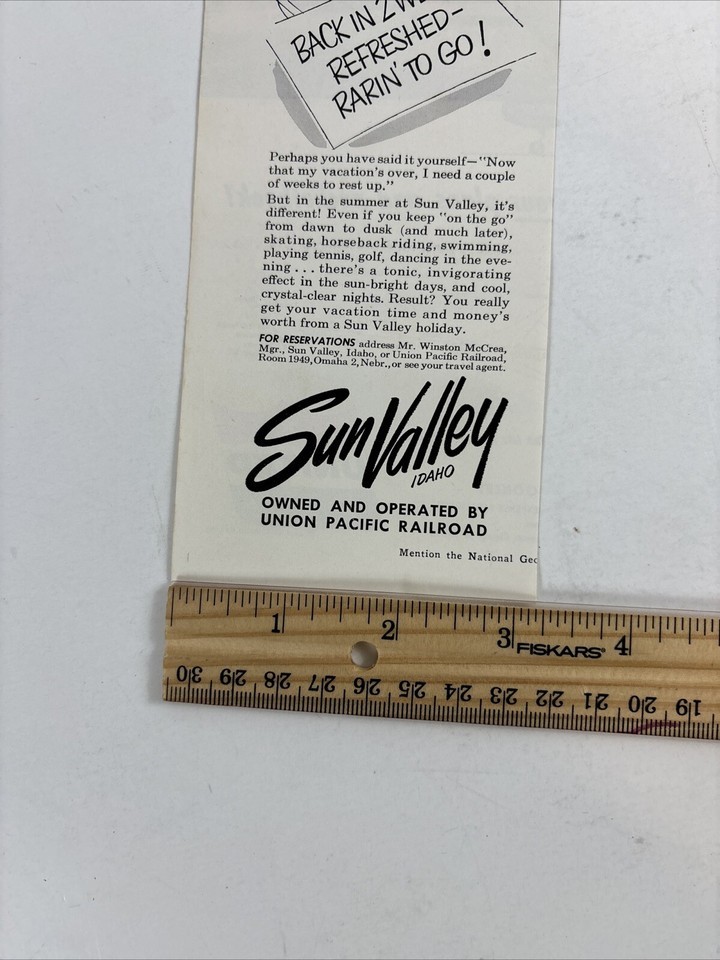 BACK IN 2
REFRESHED-
RARIN' TO GO!
Perhaps you have said it yourself—"Now
that my vacation's over, I need a couple
of weeks to rest up."
But in the summer at Sun Valley, it's
different! Even if you keep "on the go"
from dawn to dusk (and much later),
skating, horseback riding, swimming,
playing tennis, golf, dancing in the eve-
ning . . . there's a tonic, invigorating
effect in the sun-bright days, and cool,
crystal-clear nights. Result? You really
get your vacation time and money's
worth from a Sun Valley holiday.
FOR RESERVATIONS address Mr. Winston McCrea,
Mgr., Sun Valley, Idaho, or Union Pacific Railroad,
Room 1949, Omaha 2, Nebr., or see your travel agent.
Sun Valley
IDAHO
OWNED AND OPERATED BY
UNION PACIFIC RAILROAD
Mention the National Geo
1 2 3 FISKARS 4
30 29 28 27 26 25 24 23 22 21 20 19